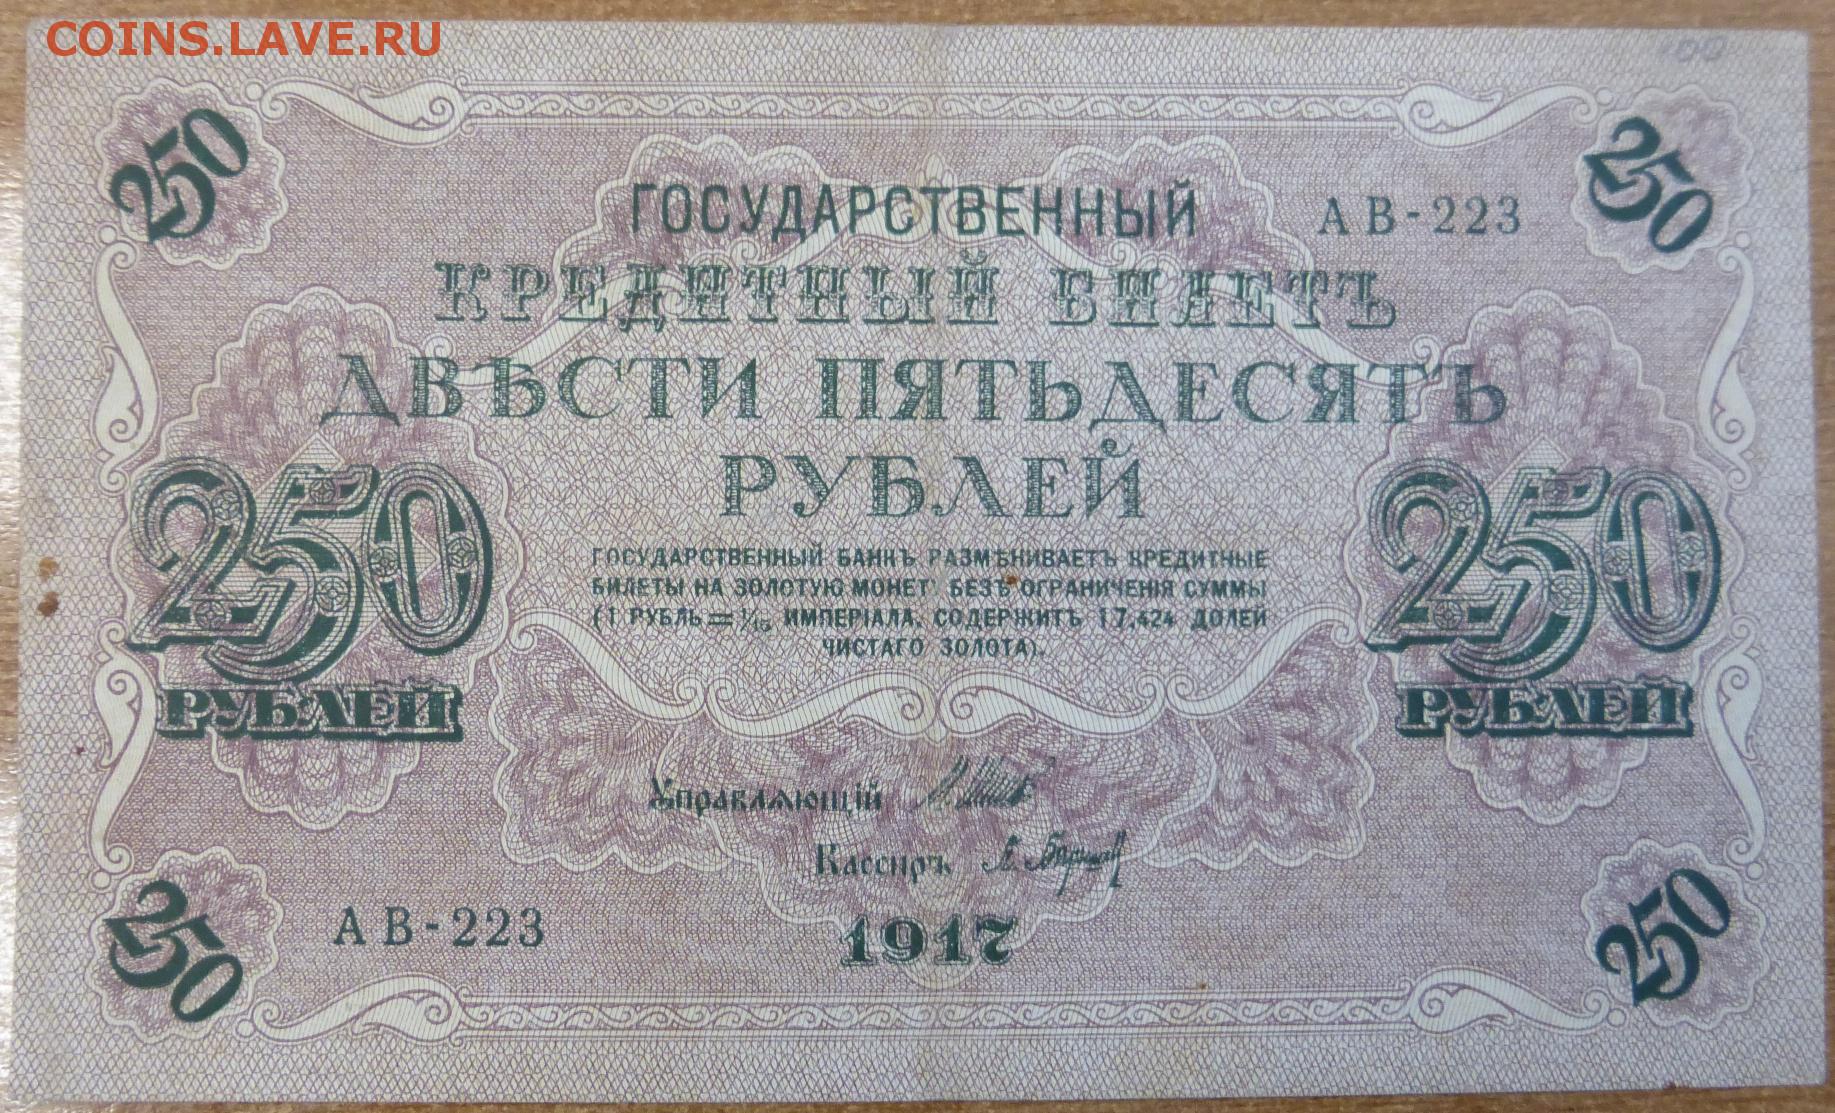 COINS.LAVE.RU
250
250
ГОСУДАРСТВЕННЫЙ
АВ-223
КРЕДИТНЫЙ БИЛЕТЪ
ДВѢСТИ ПЯТЬДЕСЯТЪ
РУБЛЕЙ
250
РУБЛЕЙ
250
РУБЛЕЙ
ГОСУДАРСТВЕННЫЙ БАНКЪ РАЗМѢНИВАЕТЪ КРЕДИТНЫЕ
БИЛЕТЫ НА ЗОЛОТУЮ МОНЕТУ БЕЗЪ ОГРАНИЧЕНІЯ СУММЫ
(1 РУБЛЬ = 1/15 ИМПЕРІАЛА, СОДЕРЖИТЪ 17,424 ДОЛЕЙ
ЧИСТАГО ЗОЛОТА).
Управляющій
Кассиръ
АВ-223
1917
250
250